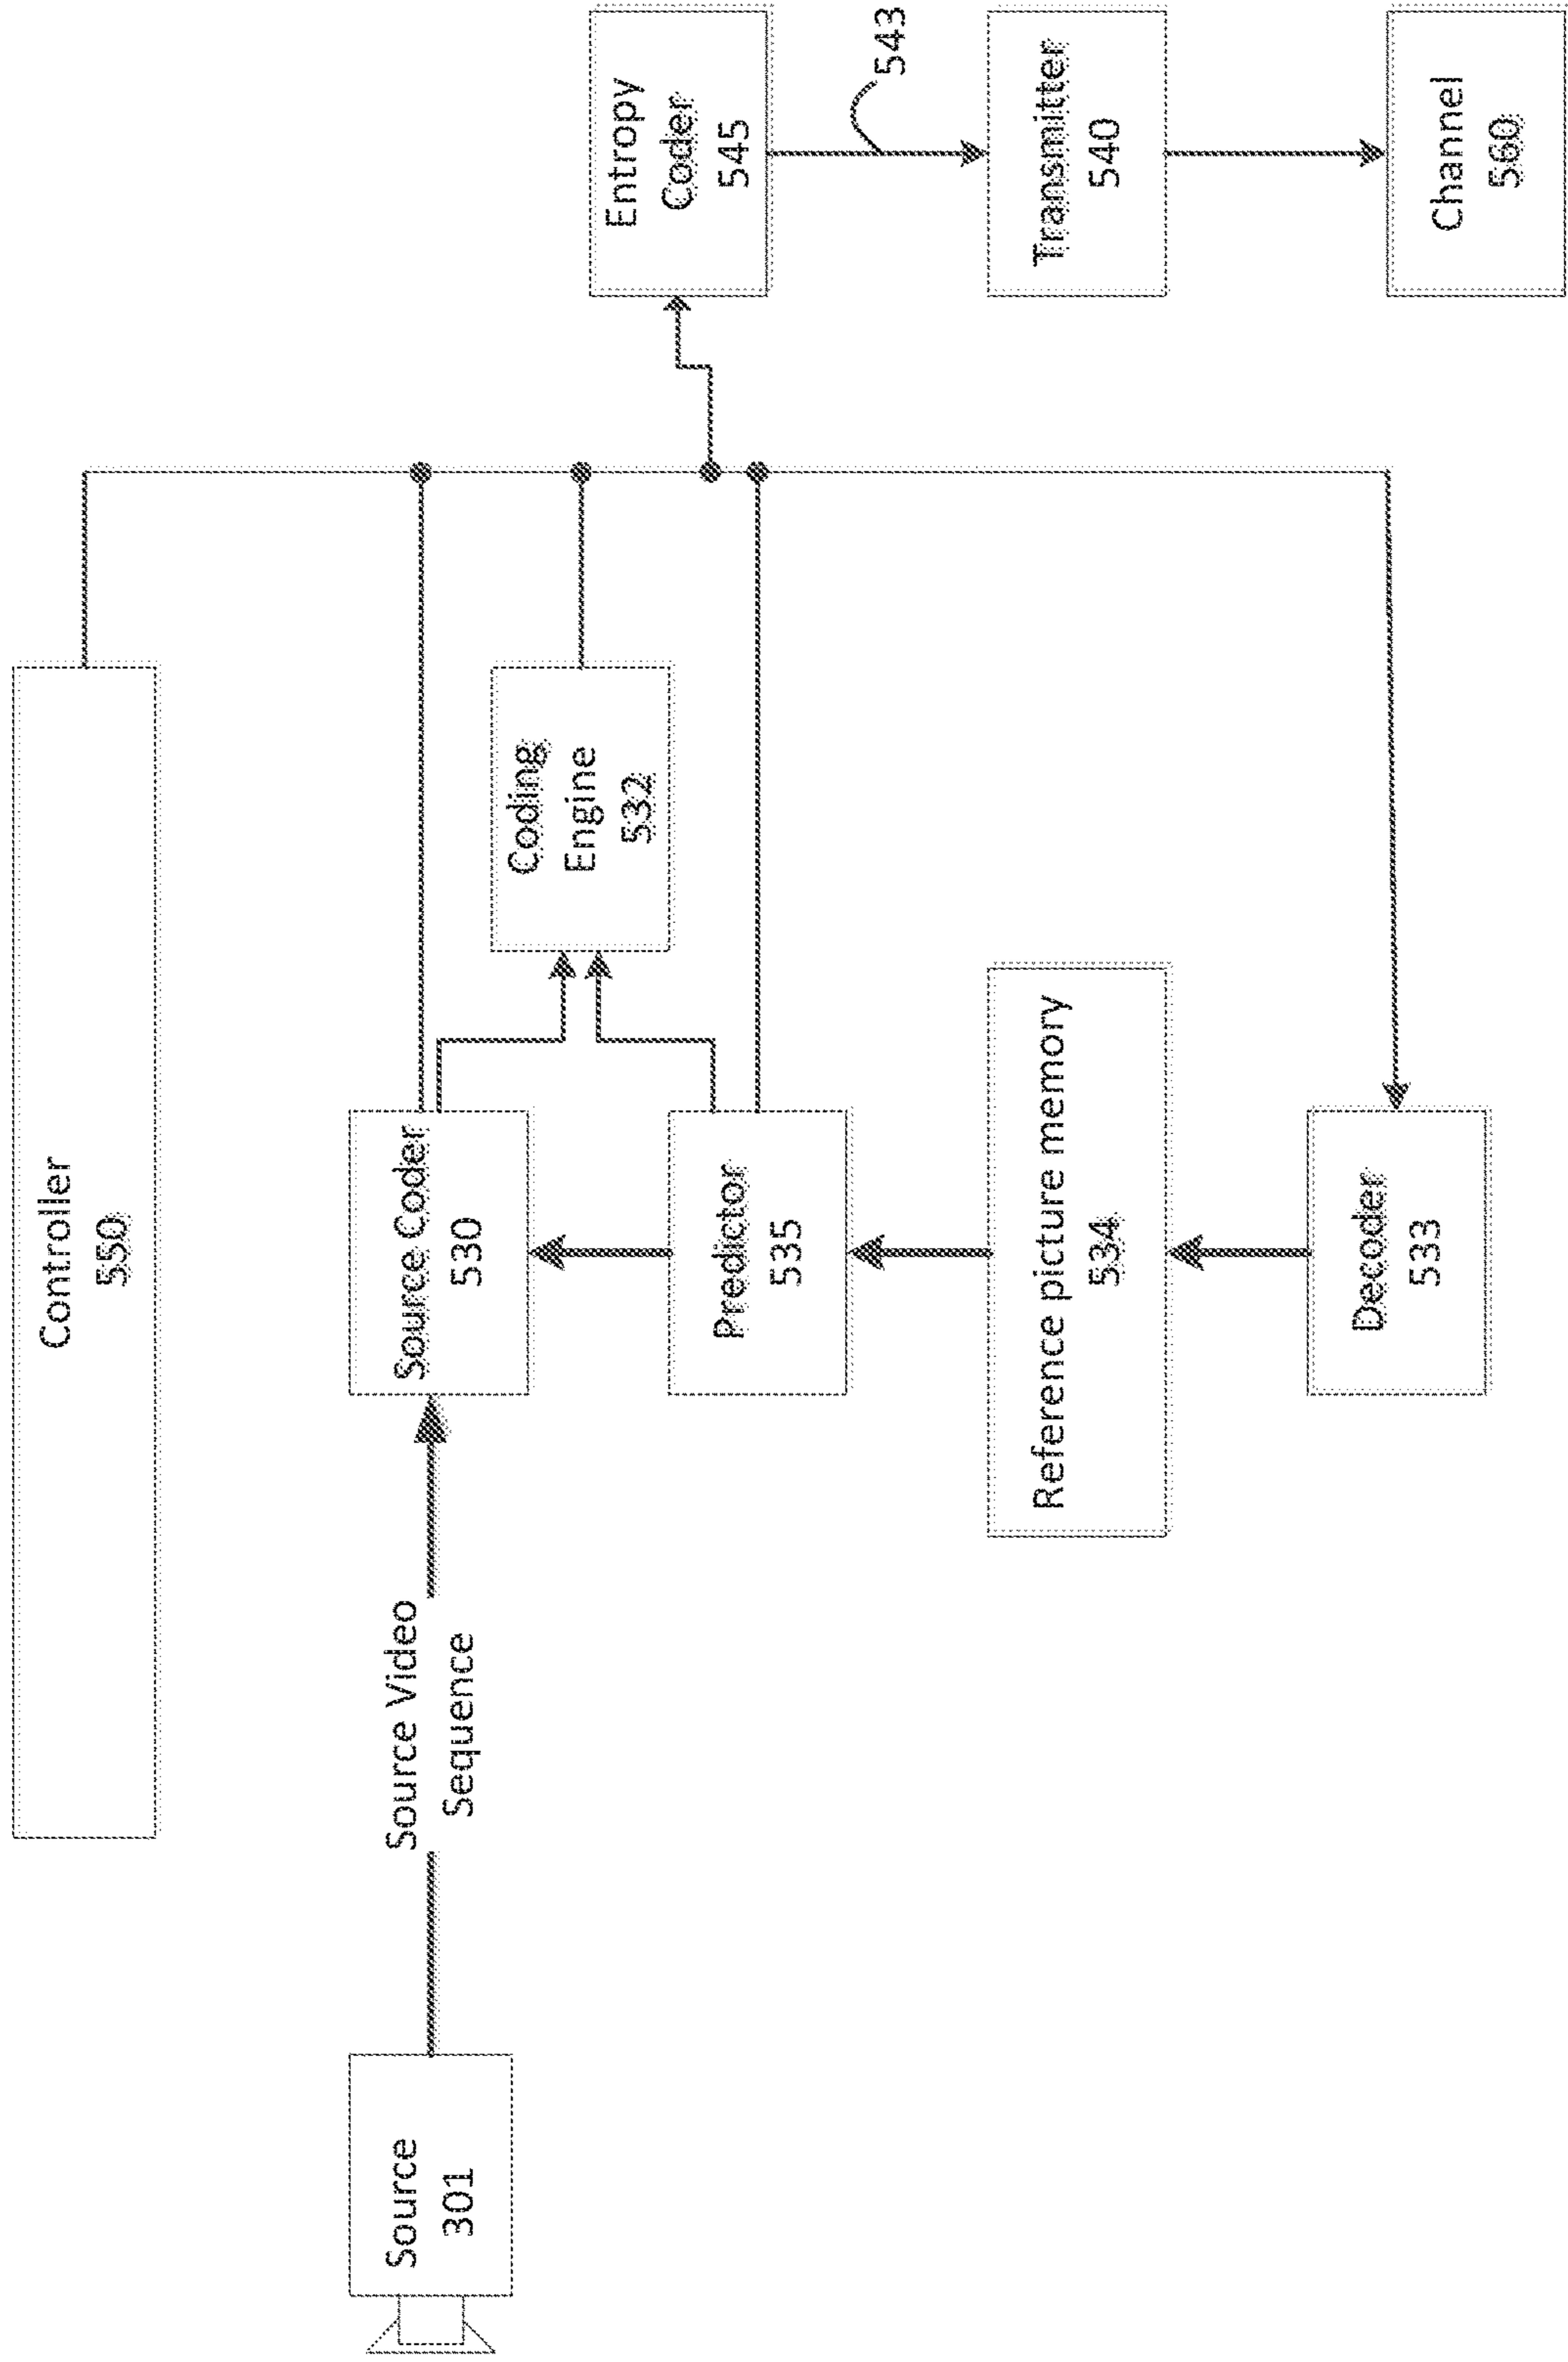 Controller
550
Source
301
Source Video
Sequence
Source Coder
530
Coding
Engine
532
Predictor
535
Reference picture memory
534
Decoder
533
Entropy
Coder
545
543
Transmitter
540
Channel
560